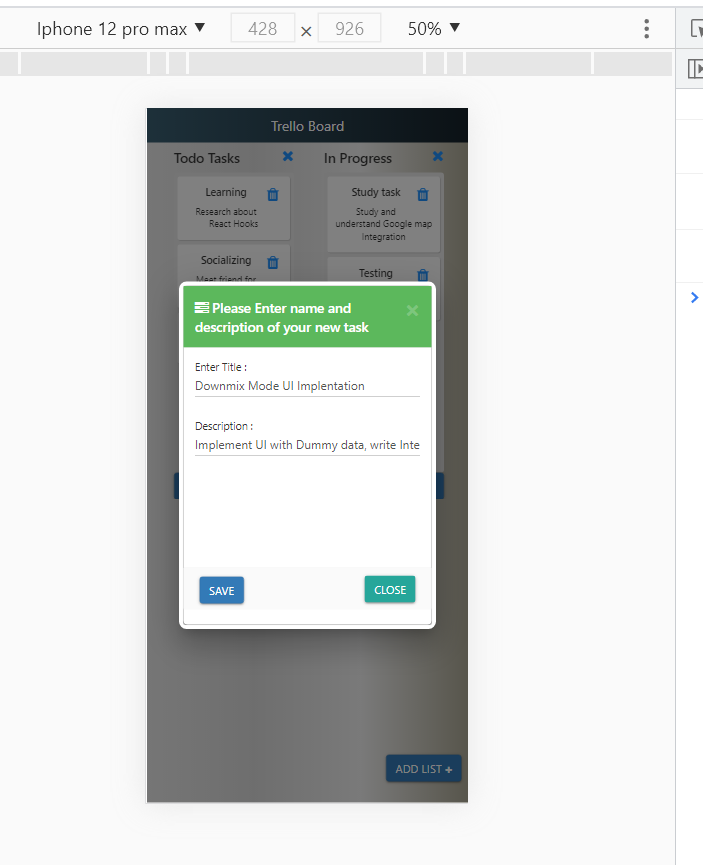 Iphone 12 pro max ▼ 428 × 926 50% ▼
Trello Board
Todo Tasks
In Progress
Learning
Research about
React Hooks
Study task
Study and
understand Google map
Integration
Socializing
Meet friend for
Testing
Please Enter name and
description of your new task
Enter Title :
Downmix Mode UI Implentation
Description :
Implement UI with Dummy data, write Inte
SAVE
CLOSE
ADD LIST +